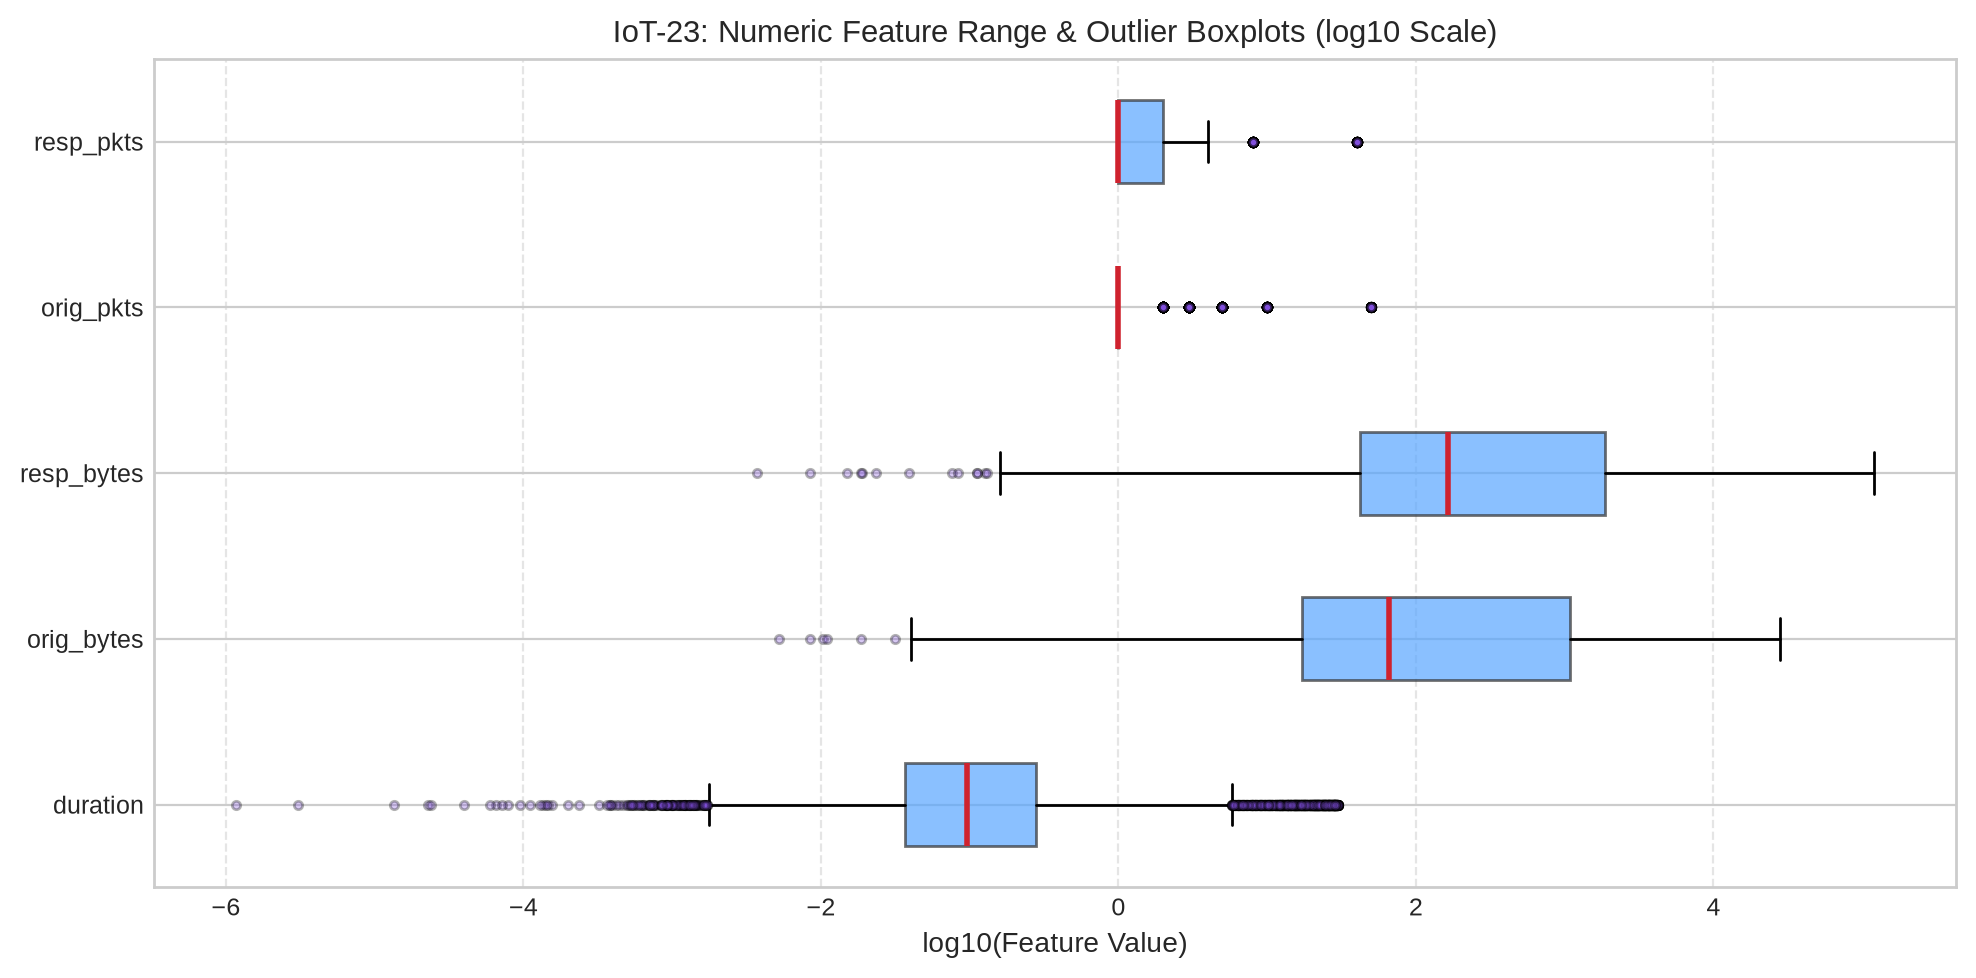 IoT-23: Numeric Feature Range & Outlier Boxplots (log10 Scale)
resp_pkts
orig_pkts
resp_bytes
orig_bytes
duration
−6 −4 −2 0 2 4
log10(Feature Value)